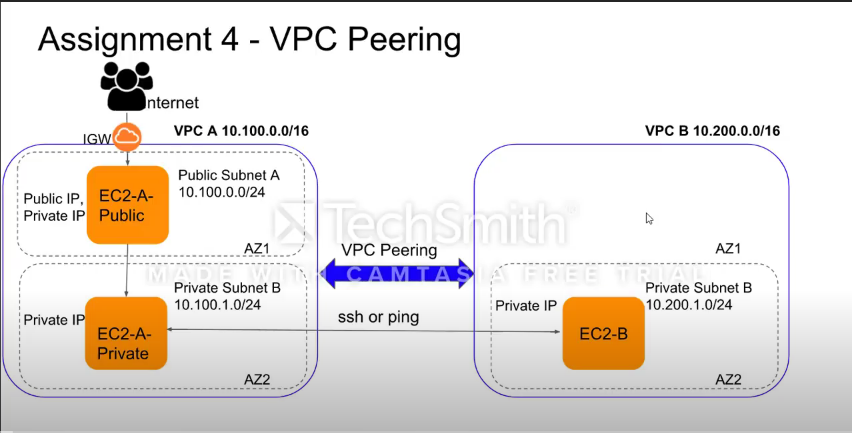 Assignment 4 - VPC Peering
nternet
IGW
VPC A 10.100.0.0/16
VPC B 10.200.0.0/16
Public Subnet A
10.100.0.0/24
Public IP,
Private IP
EC2-A-
Public
AZ1
AZ1
TechSmith
MADE WITH CAMTASIA FREE TRIAL
VPC Peering
Private Subnet B
10.100.1.0/24
Private IP
EC2-A-
Private
AZ2
ssh or ping
Private Subnet B
10.200.1.0/24
Private IP
EC2-B
AZ2